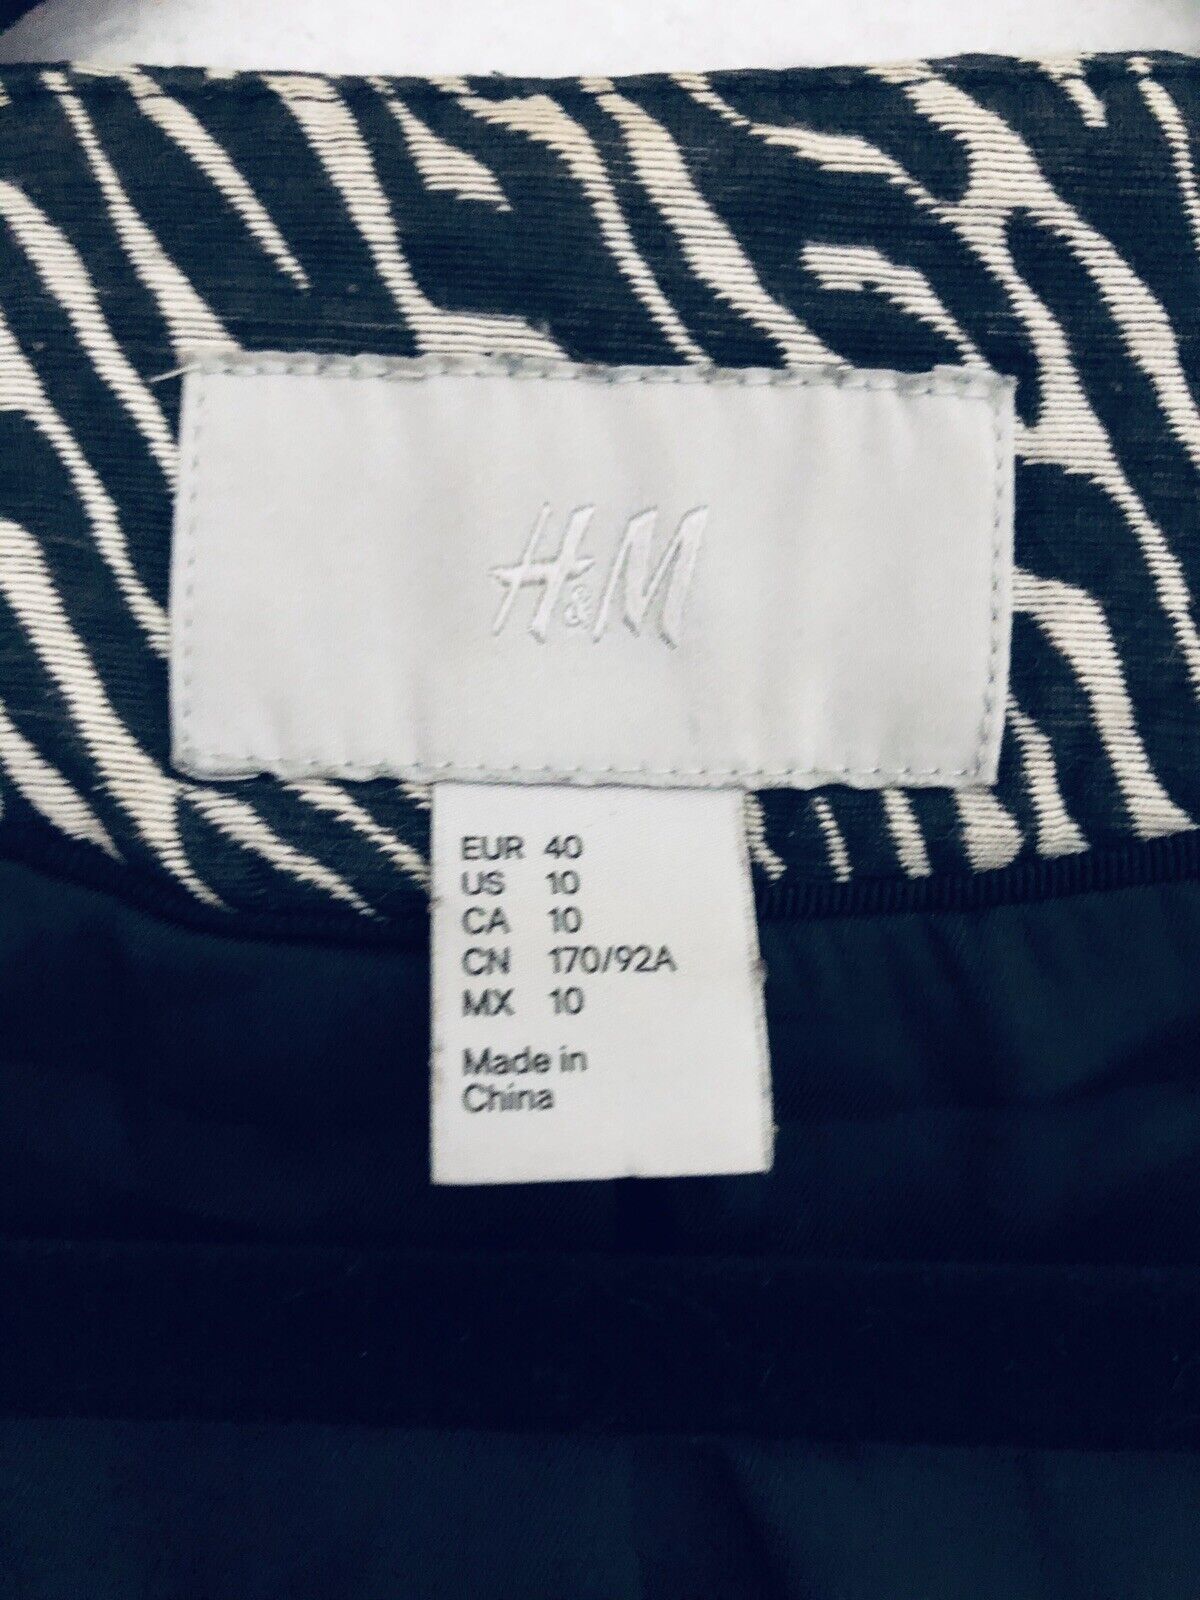 H&M
EUR 40
US 10
CA 10
CN 170/92A
MX 10
Made in
China